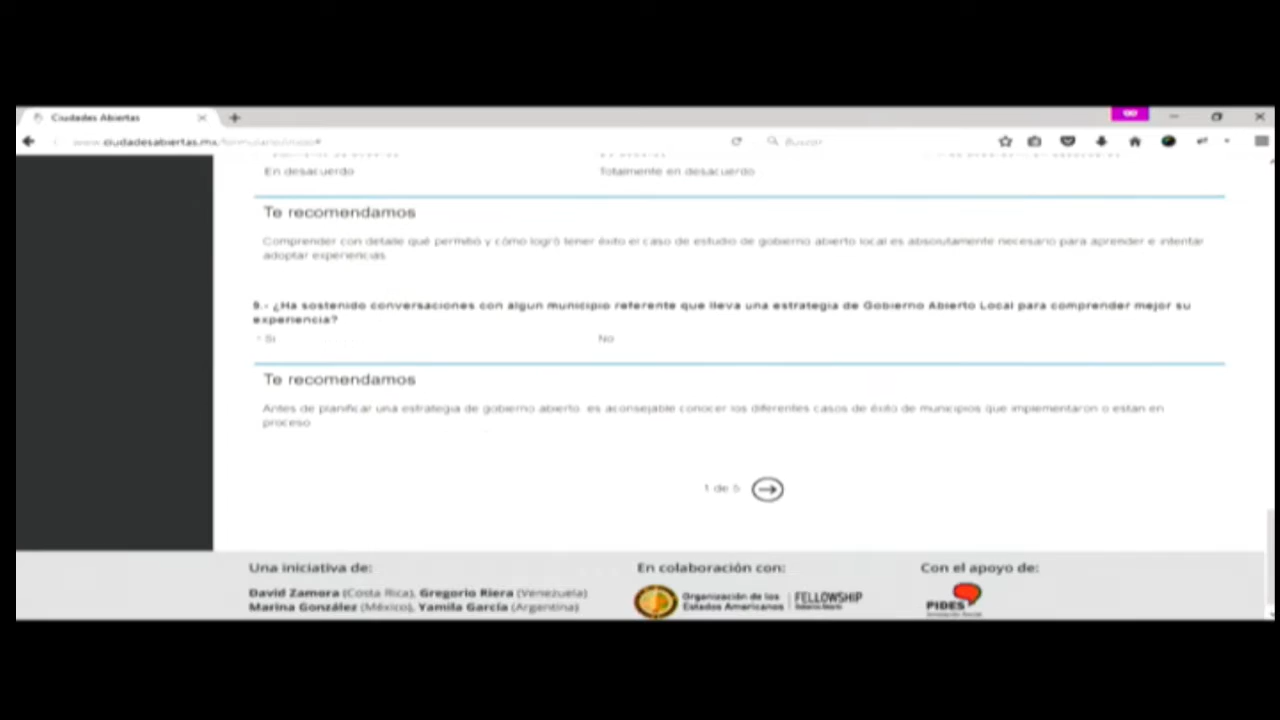 Ciudades Abiertas
www.ciudadesabiertas.mx/formulario/inicio#
Buscar
En desacuerdo
Totalmente en desacuerdo
Te recomendamos
Comprender con detalle qué permitió y cómo logró tener éxito el caso de estudio de gobierno abierto local es absolutamente necesario para aprender e intentar
adoptar experiencias
9.- ¿Ha sostenido conversaciones con algun municipio referente que lleva una estrategia de Gobierno Abierto Local para comprender mejor su
experiencia?
Si
No
Te recomendamos
Antes de planificar una estrategia de gobierno abierto es aconsejable conocer los diferentes casos de éxito de municipios que implementaron o estan en
proceso
1 de 5
Una iniciativa de:
David Zamora (Costa Rica), Gregorio Riera (Venezuela)
Marina González (México), Yamila García (Argentina)
En colaboración con:
Organización de los
Estados Americanos
FELLOWSHIP
Con el apoyo de:
PIDES